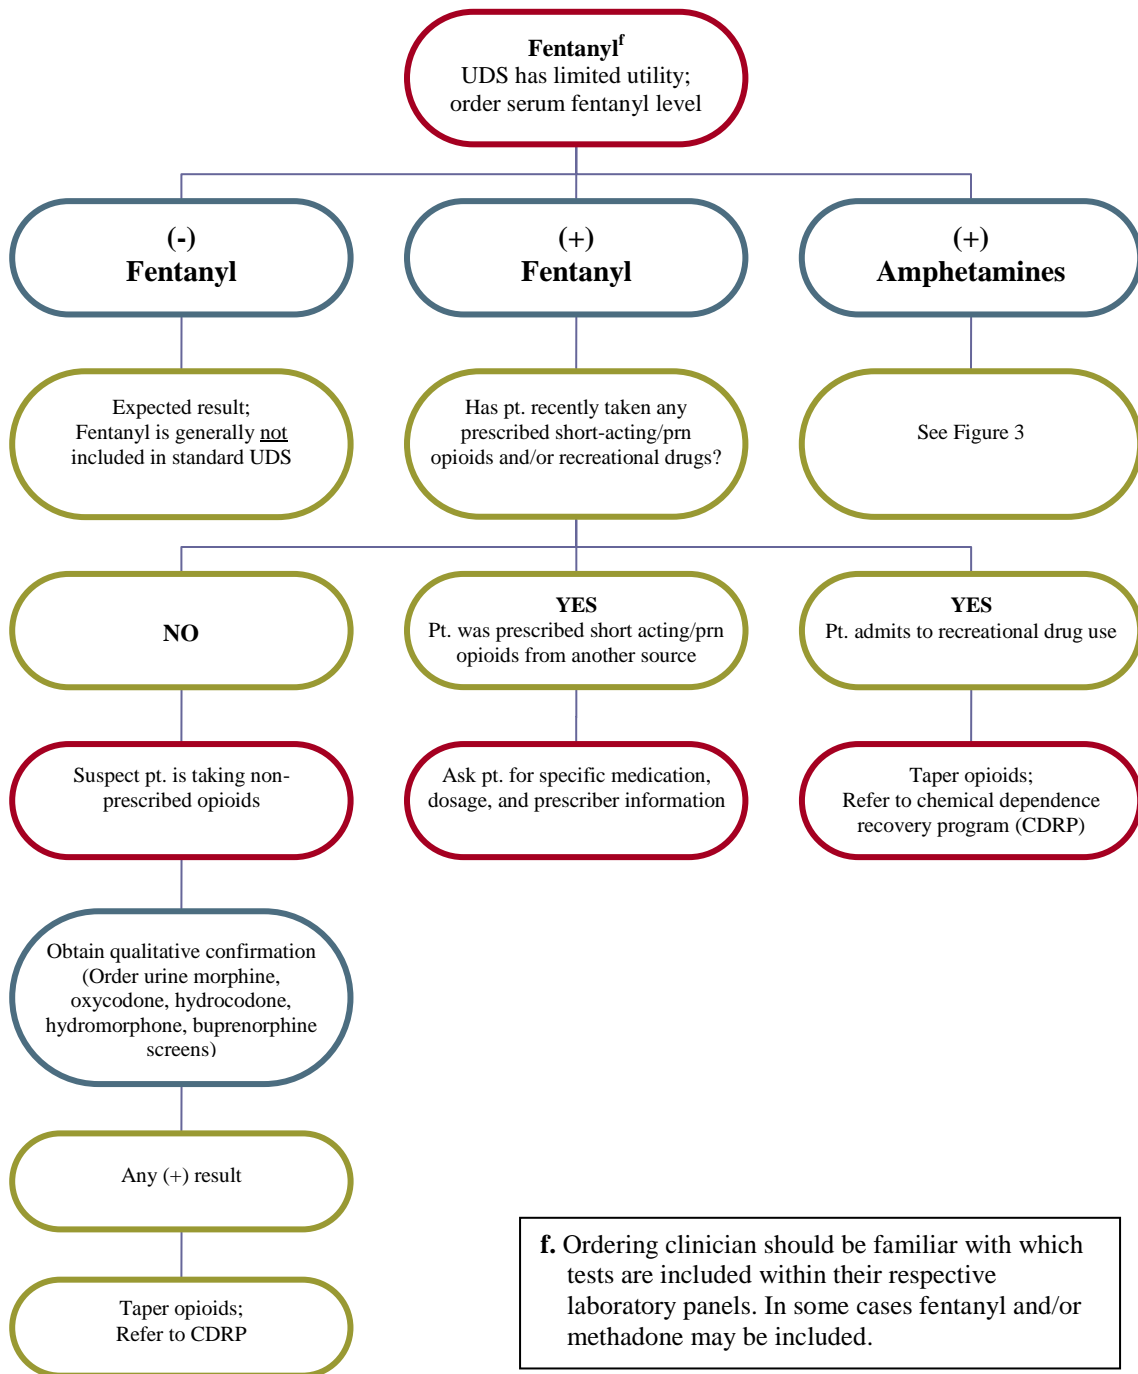 Fentanylf
UDS has limited utility;
order serum fentanyl level
(-)
Fentanyl
(+)
Fentanyl
(+)
Amphetamines
Expected result;
Fentanyl is generally not
included in standard UDS
Has pt. recently taken any
prescribed short-acting/prn
opioids and/or recreational drugs?
See Figure 3
NO
YES
Pt. was prescribed short acting/prn
opioids from another source
YES
Pt. admits to recreational drug use
Suspect pt. is taking non-
prescribed opioids
Ask pt. for specific medication,
dosage, and prescriber information
Taper opioids;
Refer to chemical dependence
recovery program (CDRP)
Obtain qualitative confirmation
(Order urine morphine,
oxycodone, hydrocodone,
hydromorphone, buprenorphine
screens)
Any (+) result
Taper opioids;
Refer to CDRP
f. Ordering clinician should be familiar with which
tests are included within their respective
laboratory panels. In some cases fentanyl and/or
methadone may be included.